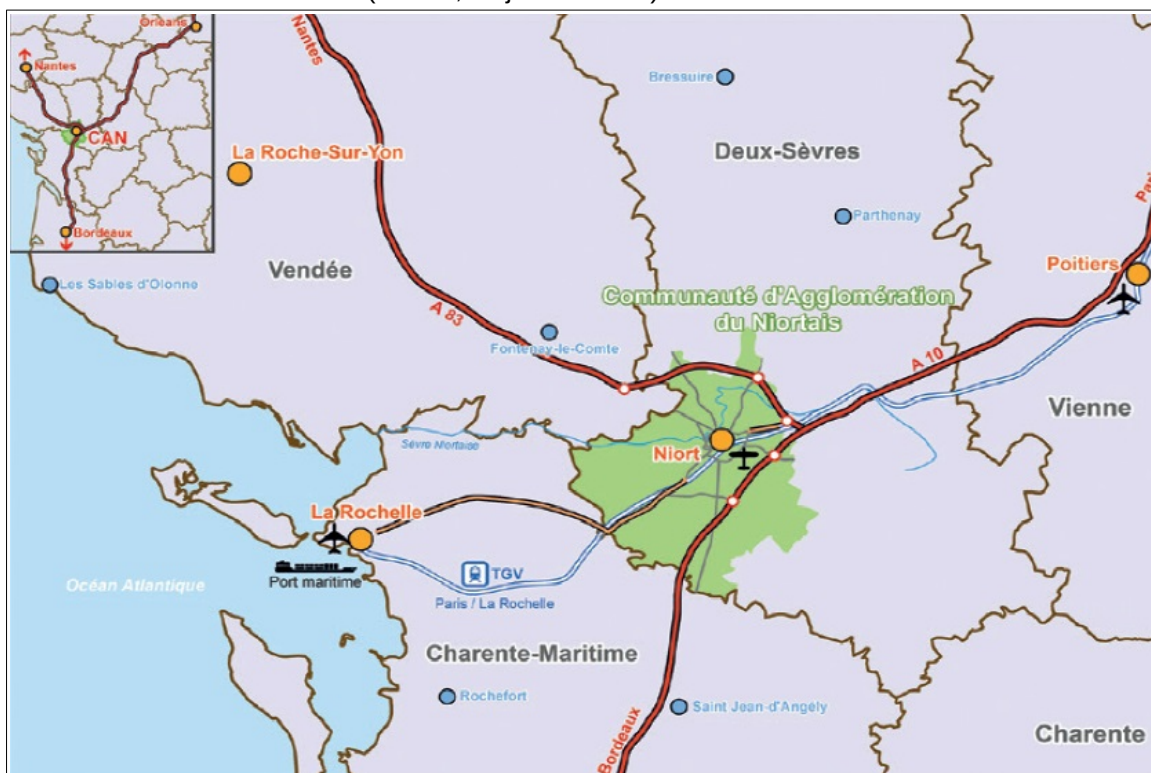 Orléans
Nantes
CAN
Bordeaux
Nantes
Bressuire
La Roche-Sur-Yon
Deux-Sèvres
Parthenay
Vendée
Les Sables d'Olonne
A 83
Poitiers
Communauté d'Agglomération
du Niortais
Fontenay-le-Comte
A 10
Vienne
Sèvre Niortaise
Niort
La Rochelle
Port maritime
TGV
Paris / La Rochelle
Océan Atlantique
Charente-Maritime
Rochefort
Saint Jean-d'Angély
Bordeaux
Charente